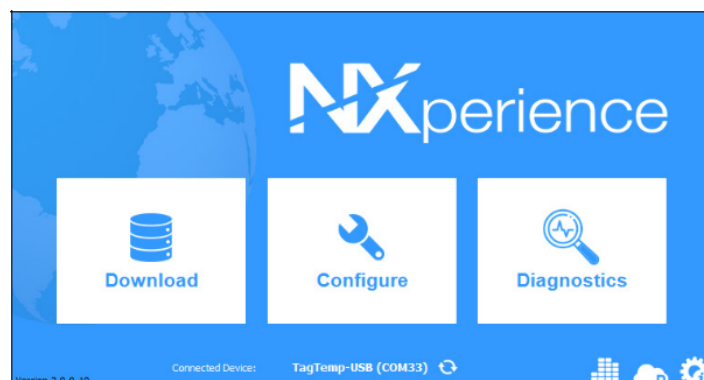 NXperience
Download
Configure
Diagnostics
Connected Device:
TagTemp-USB (COM33)